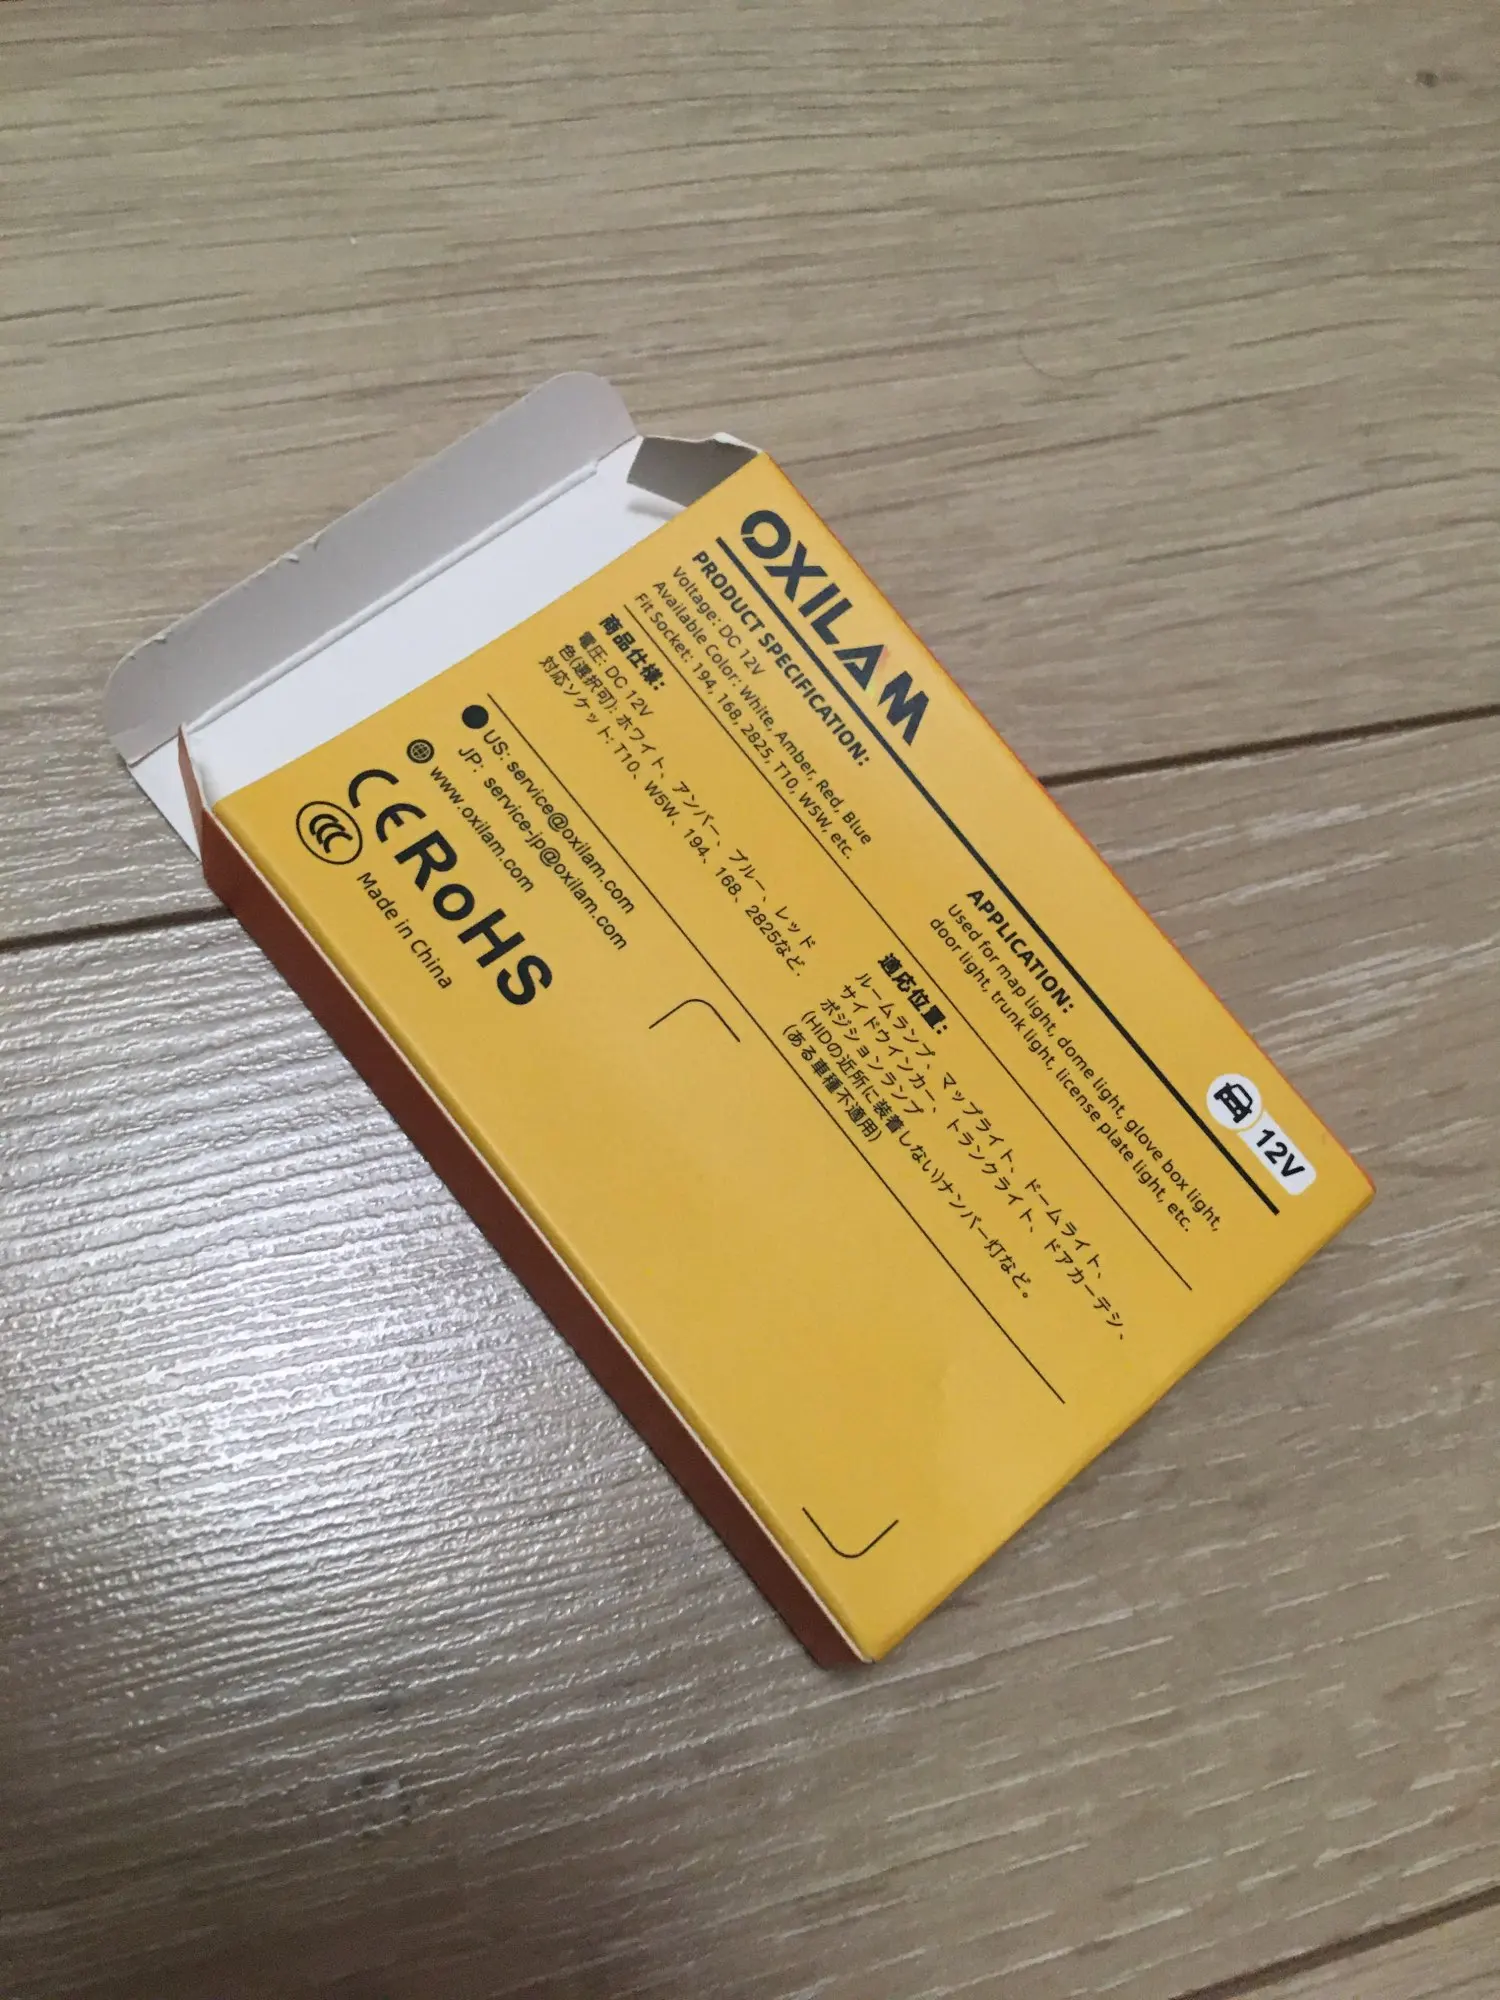 OXILAM
12V
PRODUCT SPECIFICATION:
Voltage: DC 12V
Available Color: White, Amber, Red, Blue
Fit Socket: 194, 168, 2825, T10, W5W, etc.
APPLICATION:
Used for map light, dome light, glove box light,
door light, trunk light, license plate light, etc.
商品仕様:
電圧: DC 12V
色(選択可): ホワイト、アンバー、ブルー、レッド
対応ソケット: T10、W5W、194、168、2825など.
適応位置:
ルームランプ、マップライト、ドームライト、
サイドウインカー、トランクライト、ドアカーテシ、
ポジションランプ
(HIDの近所に装着しない)ナンバー灯など。
(ある車種不適用)
US: service@oxilam.com
JP: service-jp@oxilam.com
www.oxilam.com
CE RoHS
CCC Made in China